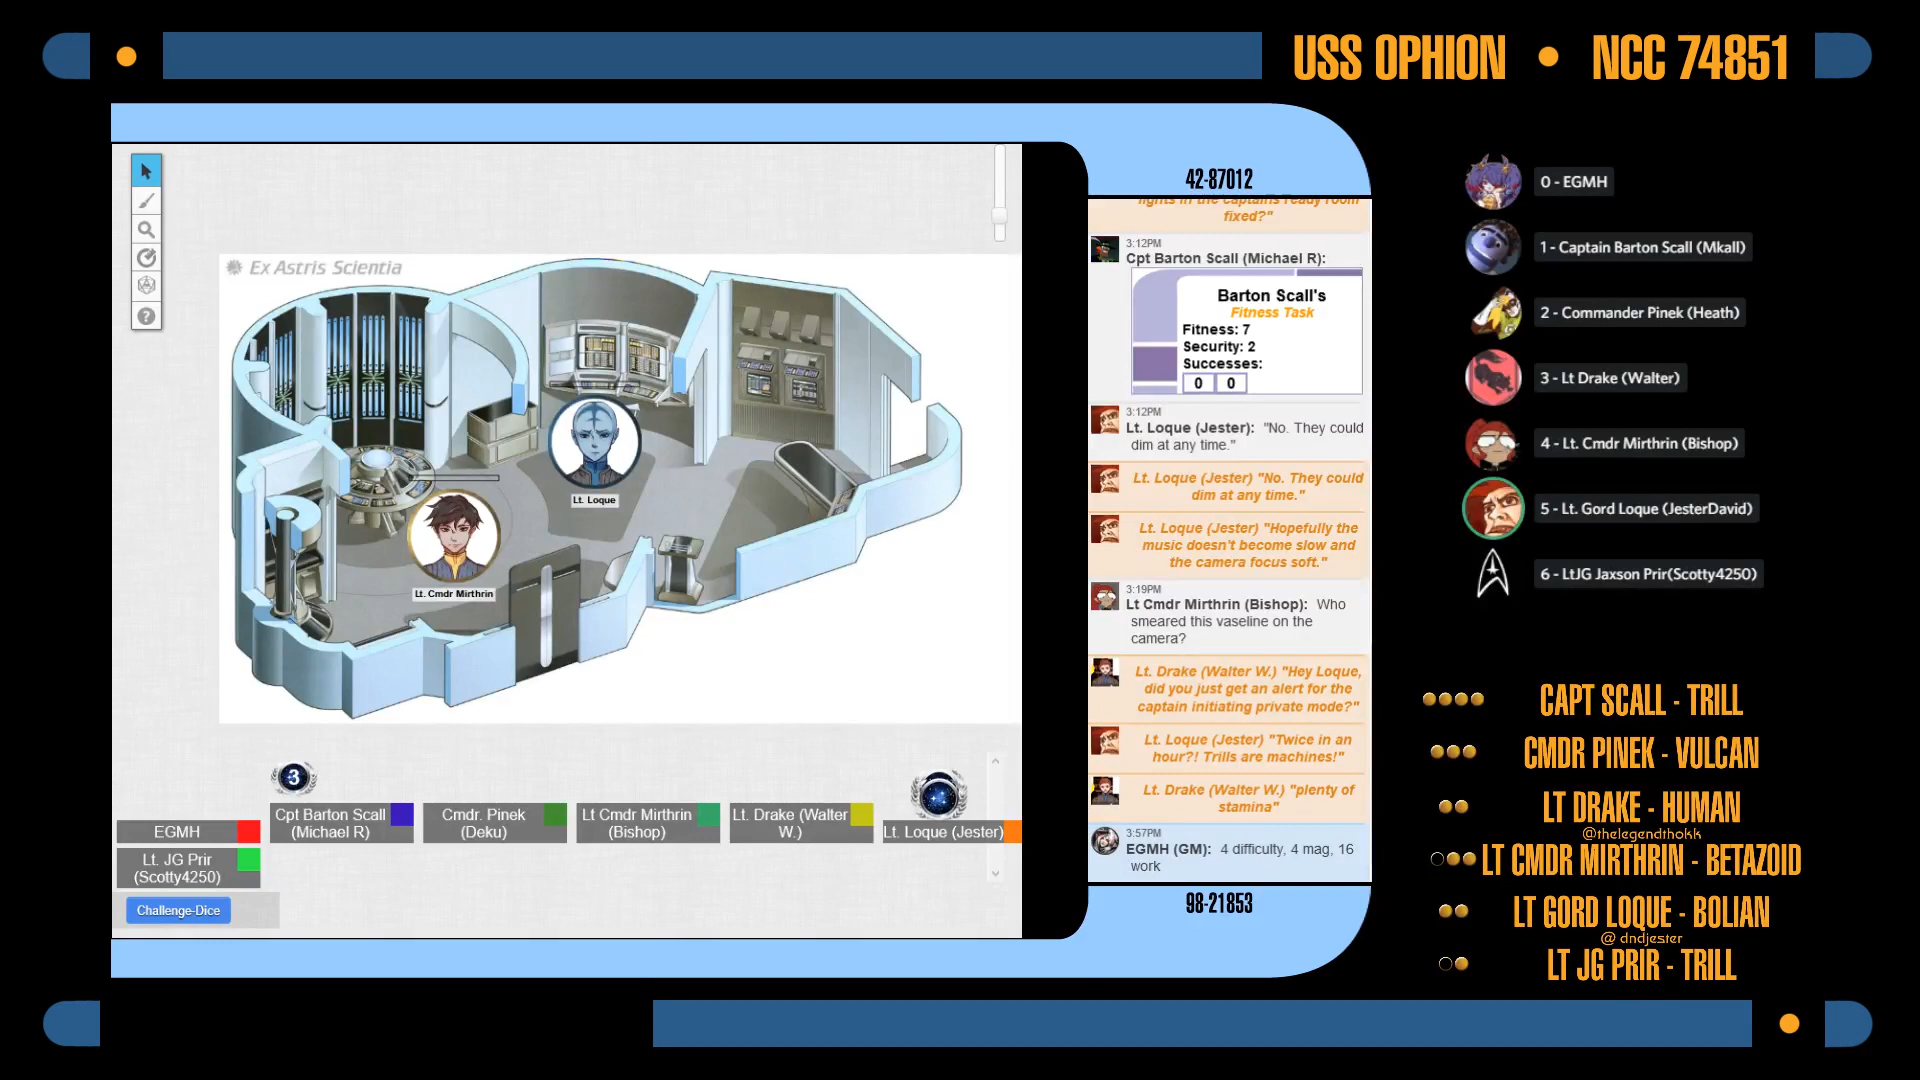 USS OPHION • NCC 74851
42-87012
Ex Astris Scientia
Lt. Loque
Lt. Cmdr Mirthrin
3
EGMH
Cpt Barton Scall
(Michael R)
Cmdr. Pinek
(Deku)
Lt Cmdr Mirthrin
(Bishop)
Lt. Drake (Walter
W.)
Lt. Loque (Jester)
Lt. JG Prir
(Scotty4250)
Challenge-Dice
lights in the captains ready room
fixed?"
3:12PM
Cpt Barton Scall (Michael R):
Barton Scall's
Fitness Task
Fitness: 7
Security: 2
Successes:
0 0
3:12PM
Lt. Loque (Jester): "No. They could
dim at any time."
Lt. Loque (Jester) "No. They could
dim at any time."
Lt. Loque (Jester) "Hopefully the
music doesn't become slow and
the camera focus soft."
3:19PM
Lt Cmdr Mirthrin (Bishop): Who
smeared this vaseline on the
camera?
Lt. Drake (Walter W.) "Hey Loque,
did you just get an alert for the
captain initiating private mode?"
Lt. Loque (Jester) "Twice in an
hour?! Trills are machines!"
Lt. Drake (Walter W.) "plenty of
stamina"
3:57PM
EGMH (GM): 4 difficulty, 4 mag, 16
work
98-21853
0 - EGMH
1 - Captain Barton Scall (Mkall)
2 - Commander Pinek (Heath)
3 - Lt Drake (Walter)
4 - Lt. Cmdr Mirthrin (Bishop)
5 - Lt. Gord Loque (JesterDavid)
6 - LtJG Jaxson Prir(Scotty4250)
CAPT SCALL - TRILL
CMDR PINEK - VULCAN
LT DRAKE - HUMAN
@thelegendthokk
LT CMDR MIRTHRIN - BETAZOID
LT GORD LOQUE - BOLIAN
@ dndjester
LT JG PRIR - TRILL